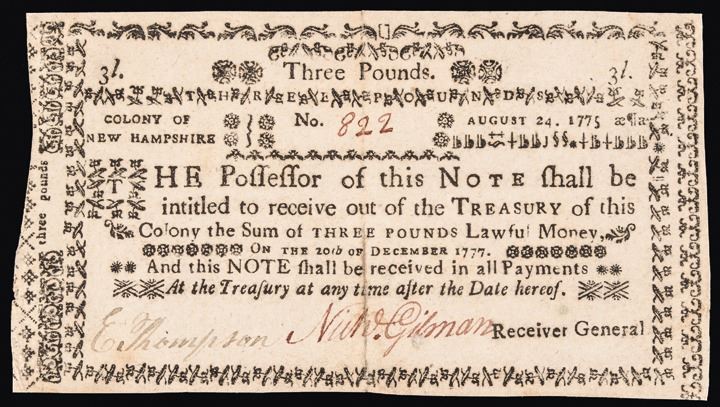 3l. Three Pounds. 3l.
THREE POUNDS
COLONY OF
NEW HAMPSHIRE
No. 822
AUGUST 24. 1775
three pounds
THE Poſſeſſor of this NOTE ſhall be
intitled to receive out of the TREASURY of this
Colony the Sum of THREE POUNDS Lawful Money,
ON THE 20th OF DECEMBER 1777.
And this NOTE ſhall be received in all Payments
At the Treaſury at any time after the Date hereof.
E Thompson Nichs. Gilman Receiver General